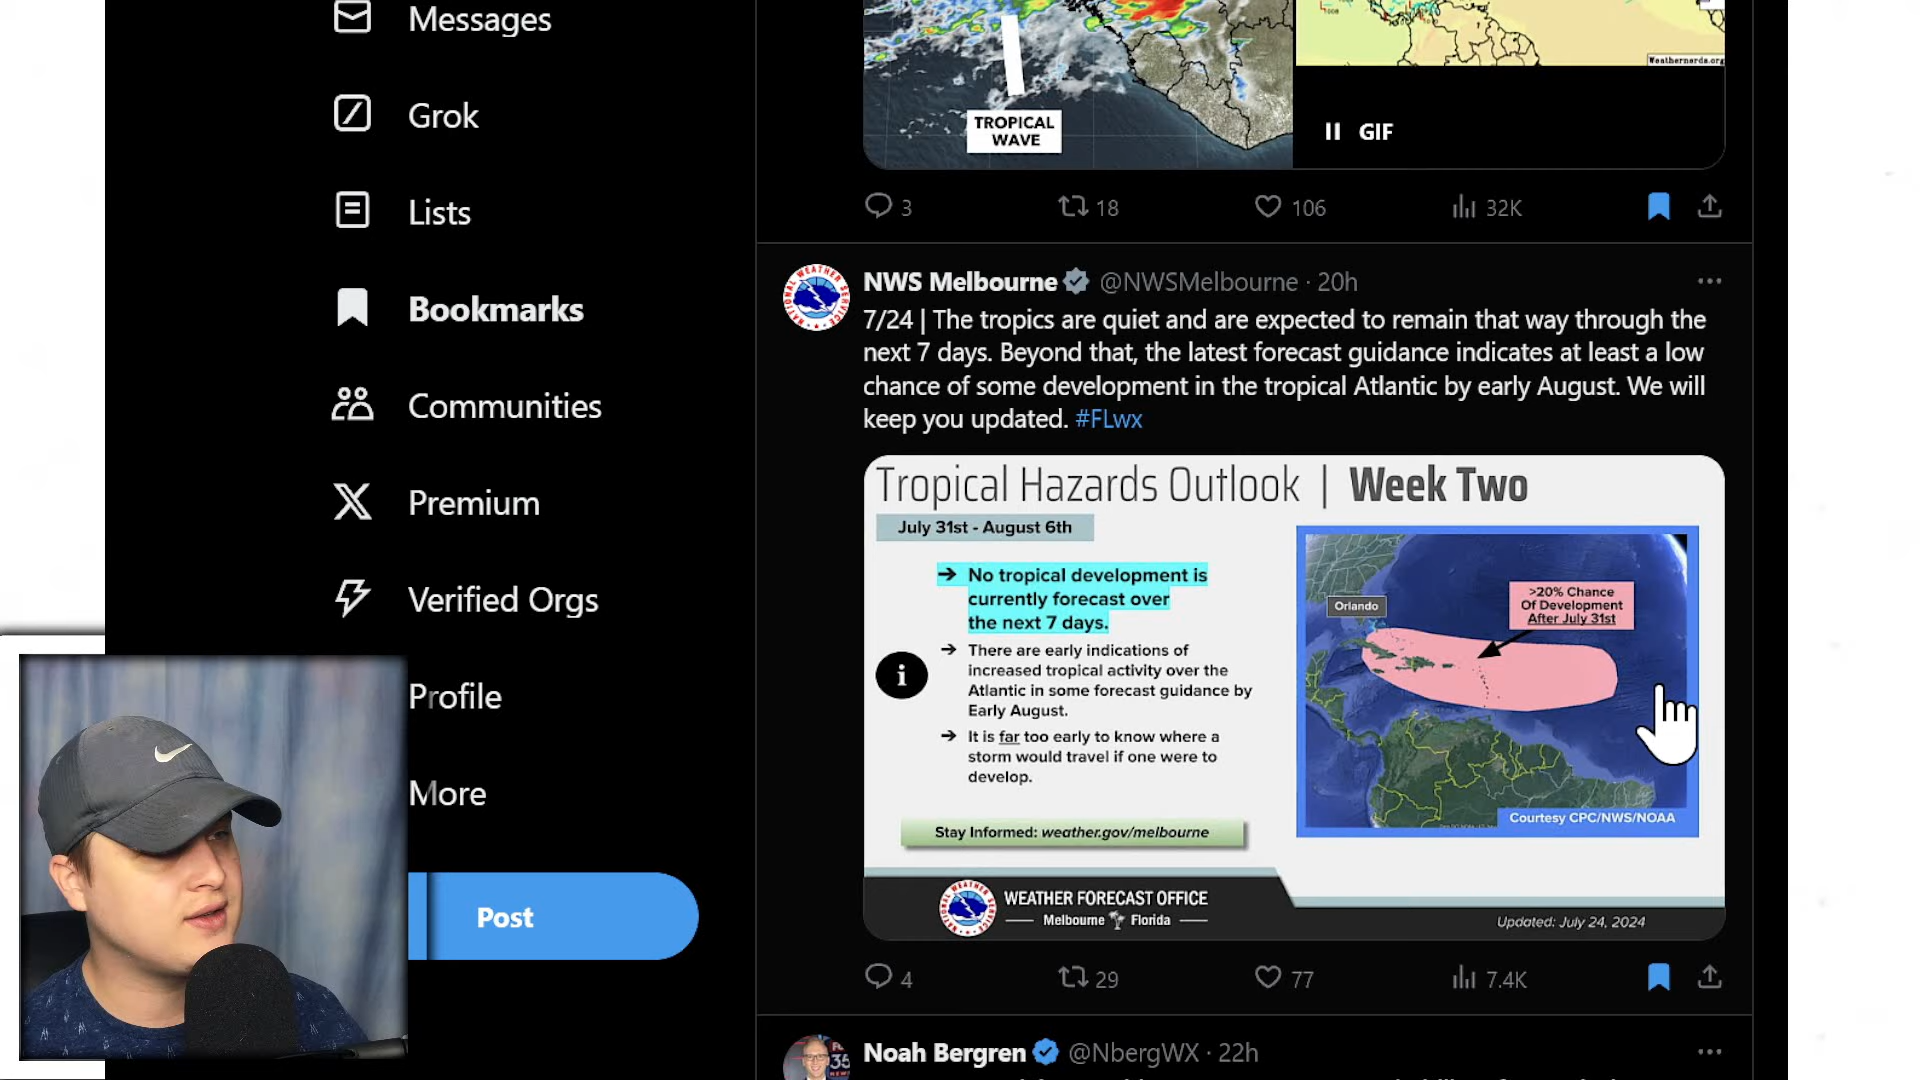 Messages
Grok
Lists
Bookmarks
Communities
Premium
Verified Orgs
Profile
More
Post
TROPICAL
WAVE
Weathernerds.org
GIF
3
18
106
32K
NWS Melbourne @NWSMelbourne · 20h
7/24 | The tropics are quiet and are expected to remain that way through the
next 7 days. Beyond that, the latest forecast guidance indicates at least a low
chance of some development in the tropical Atlantic by early August. We will
keep you updated. #FLwx
Tropical Hazards Outlook | Week Two
July 31st - August 6th
→ No tropical development is
currently forecast over
the next 7 days.
→ There are early indications of
increased tropical activity over the
Atlantic in some forecast guidance by
Early August.
→ It is far too early to know where a
storm would travel if one were to
develop.
Stay Informed: weather.gov/melbourne
Orlando
>20% Chance
Of Development
After July 31st
Courtesy CPC/NWS/NOAA
WEATHER FORECAST OFFICE
Melbourne Florida
Updated: July 24, 2024
4
29
77
7.4K
Noah Bergren @NbergWX · 22h